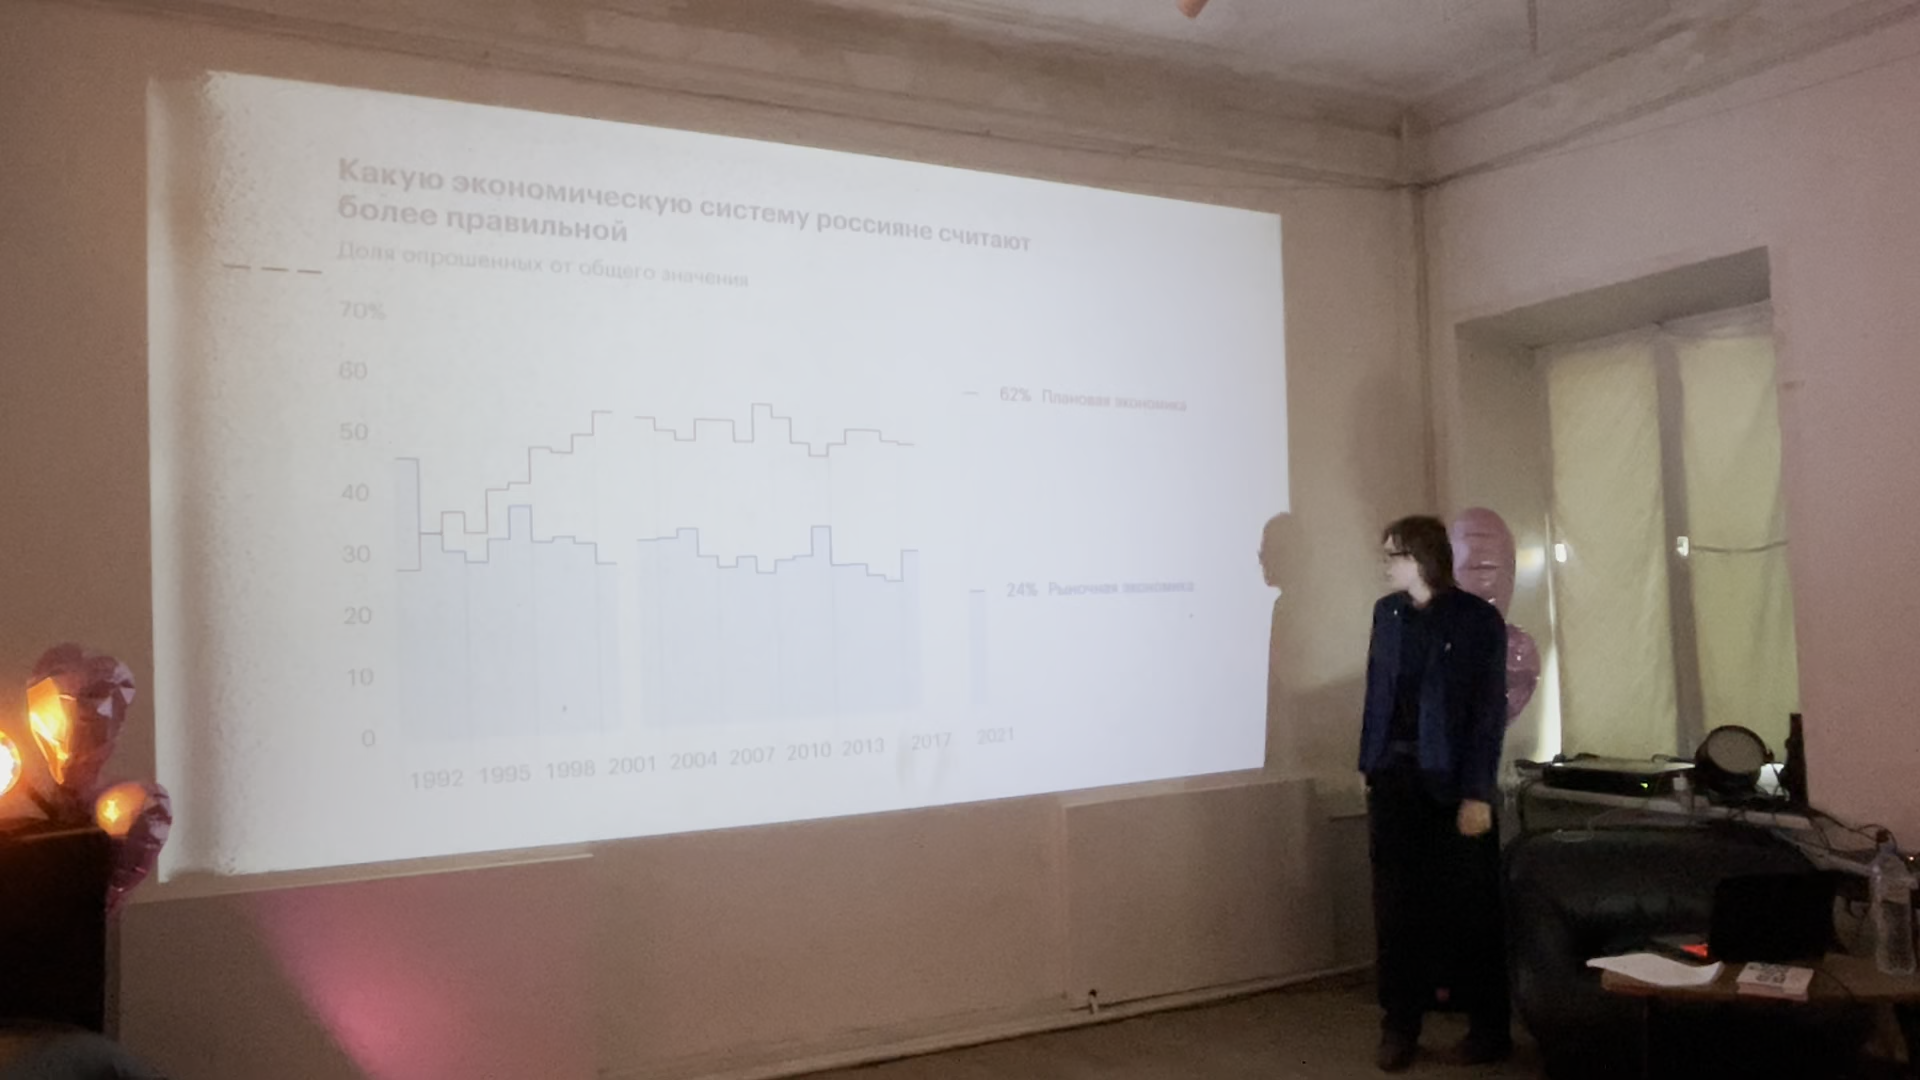 Какую экономическую систему россияне считают
более правильной
Доля опрошенных от общего значения
70%
60
50
40
30
20
10
0
62% Плановая экономика
24% Рыночная экономика
1992 1995 1998 2001 2004 2007 2010 2013 2017 2021